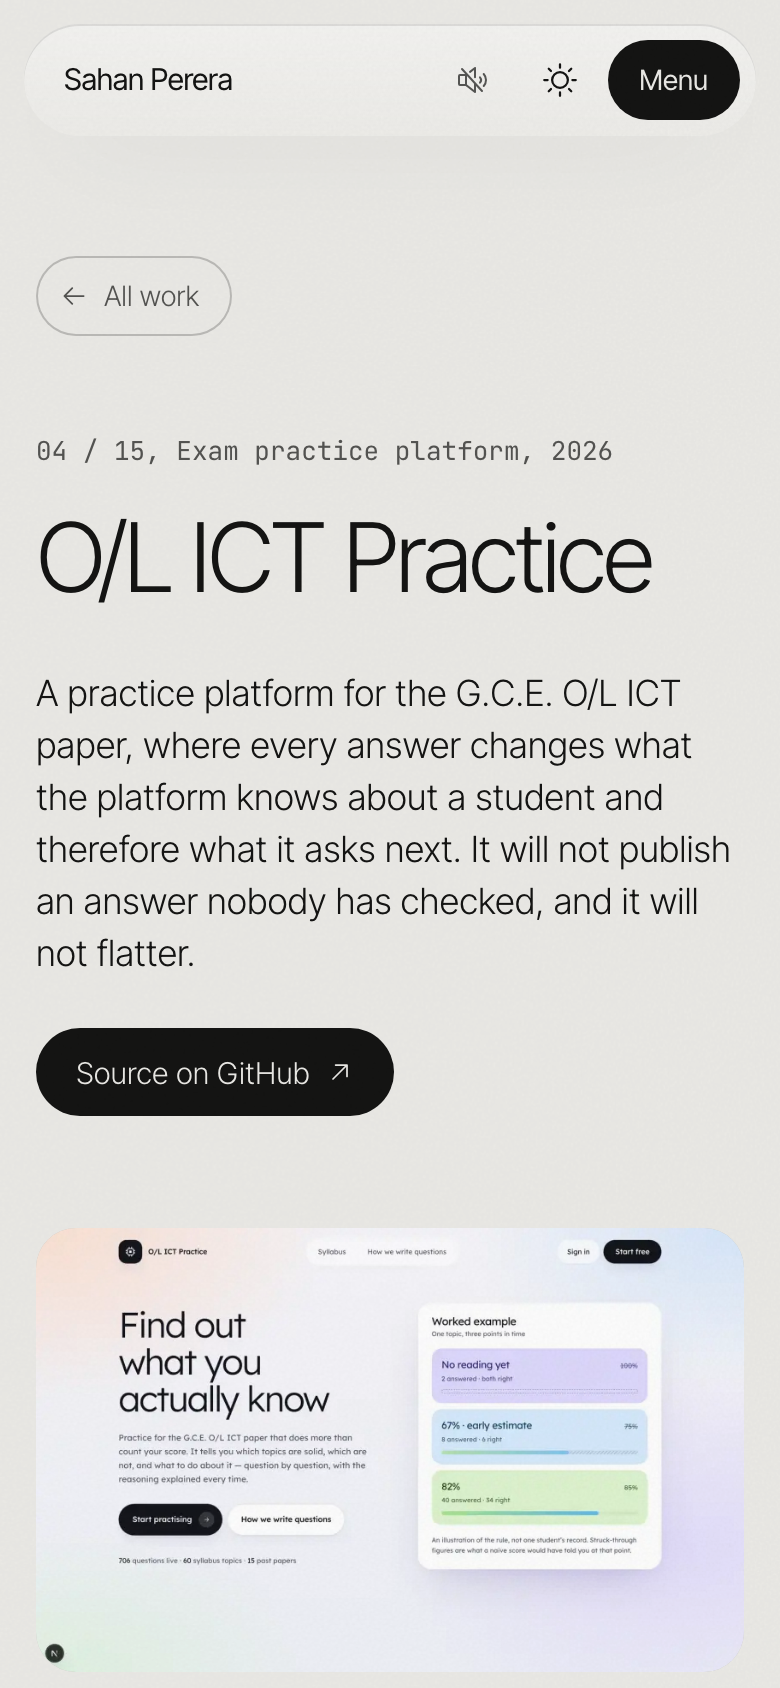 Sahan Perera
Menu
← All work
04 / 15, Exam practice platform, 2026
O/L ICT Practice
A practice platform for the G.C.E. O/L ICT
paper, where every answer changes what
the platform knows about a student and
therefore what it asks next. It will not publish
an answer nobody has checked, and it will
not flatter.
Source on GitHub ↗
O/L ICT Practice
Syllabus
How we write questions
Sign in
Start free
Find out
what you
actually know
Practice for the G.C.E. O/L ICT paper that does more than
count your score. It tells you which topics are solid, which are
not, and what to do about it — question by question, with the
reasoning explained every time.
Start practising →
How we write questions
706 questions live · 60 syllabus topics · 15 past papers
Worked example
One topic, three points in time
No reading yet
100%
2 answered · both right
67% · early estimate
75%
8 answered · 6 right
82%
85%
40 answered · 34 right
An illustration of the rule, not one student's record. Struck-through
figures are what a naive score would have told you at that point.
N